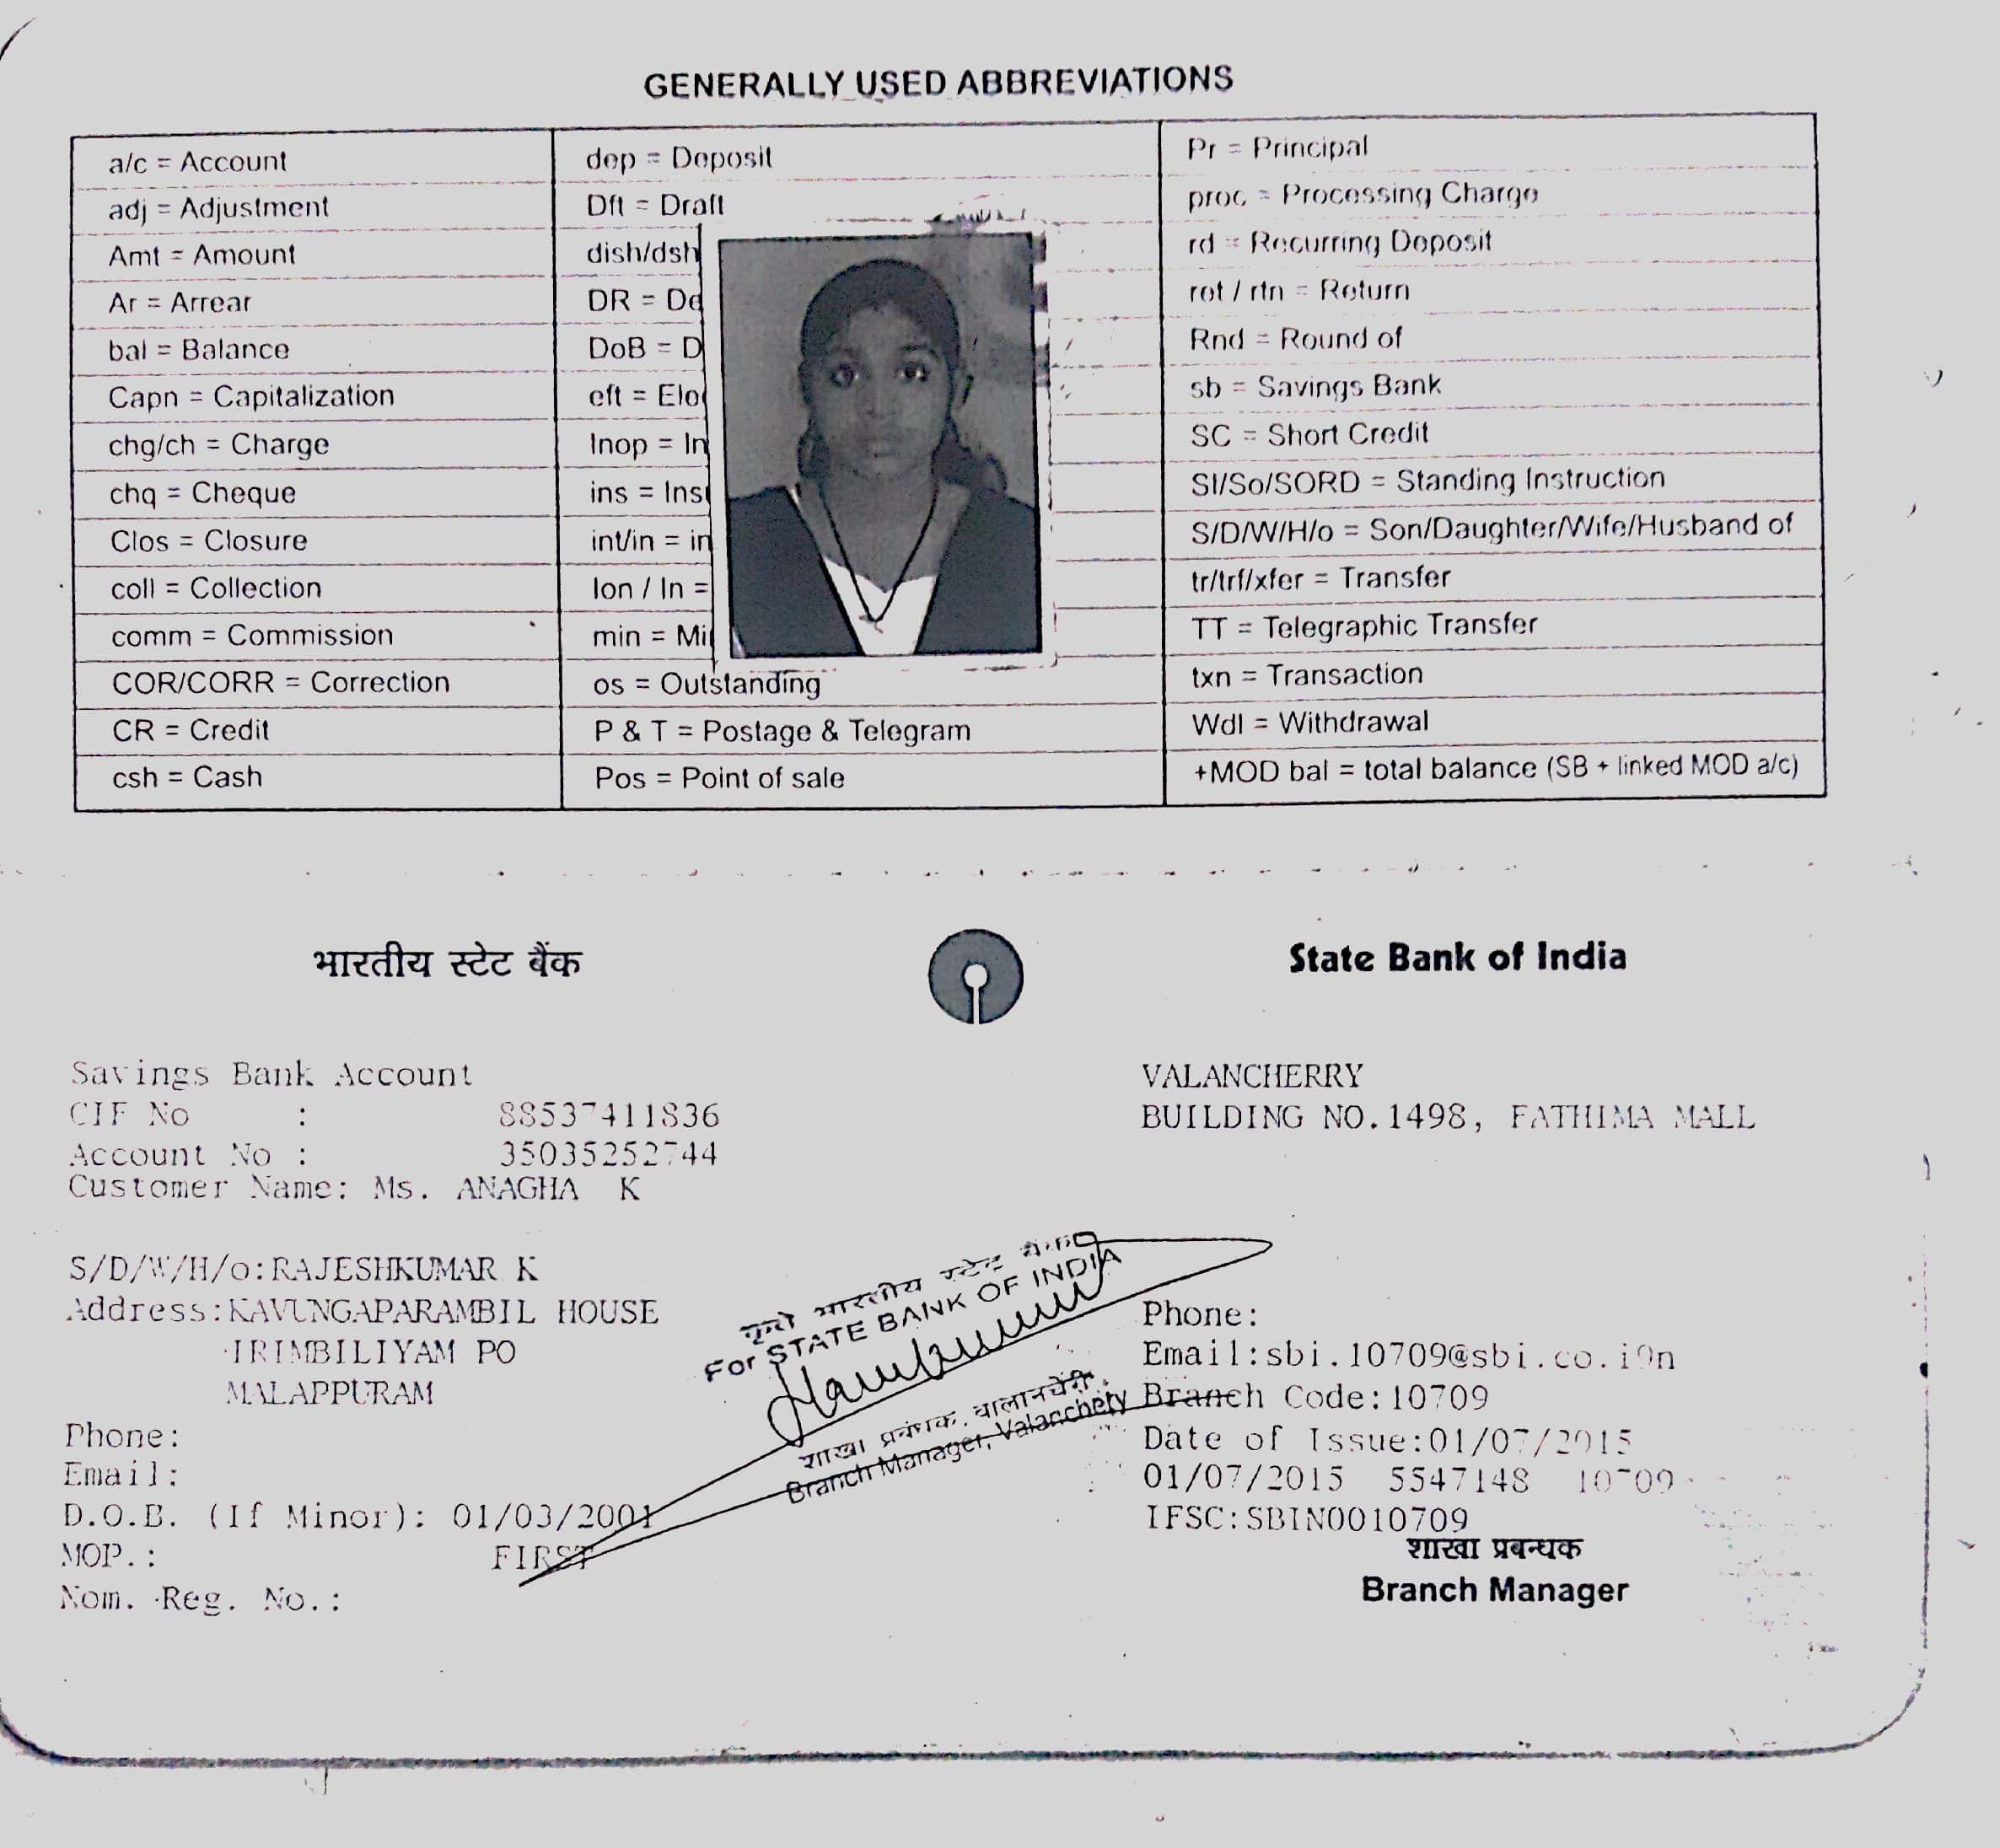 GENERALLY USED ABBREVIATIONS
a/c = Account
adj = Adjustment
Amt = Amount
Ar = Arrear
bal = Balance
Capn = Capitalization
chg/ch = Charge
chq = Cheque
Clos = Closure
coll = Collection
comm = Commission
COR/CORR = Correction
CR = Credit
csh = Cash
dep = Deposit
Dft = Draft
dish/dsh
DR = De
DoB = D
eft = Ele
Inop = In
ins = Ins
int/in = in
lon / ln =
min = Mi
os = Outstanding
P & T = Postage & Telegram
Pos = Point of sale
Pr = Principal
proc = Processing Charge
rd = Recurring Deposit
ret / rtn = Return
Rnd = Round of
sb = Savings Bank
SC = Short Credit
SI/So/SORD = Standing Instruction
S/D/W/H/o = Son/Daughter/Wife/Husband of
tr/trf/xfer = Transfer
TT = Telegraphic Transfer
txn = Transaction
Wdl = Withdrawal
+MOD bal = total balance (SB + linked MOD a/c)
भारतीय स्टेट बैंक
State Bank of India
Savings Bank Account
CIF No : 88537411836
Account No : 35035252744
Customer Name: Ms. ANAGHA K
S/D/W/H/o:RAJESHKUMAR K
Address:KAVUNGAPARAMBIL HOUSE
IRIMBILIYAM PO
MALAPPURAM
Phone:
Email:
D.O.B. (If Minor): 01/03/2001
MOP.: FIRST
Nom. Reg. No.:
भारतीय स्टेट
For STATE BANK OF INDIA
शाखा प्रबंधक, वालानचेरी
Branch Manager, Valanchery
VALANCHERRY
BUILDING NO.1498, FATHIMA MALL
Phone:
Email:sbi.10709@sbi.co.i9n
Branch Code:10709
Date of Issue:01/07/2015
01/07/2015 5547148 10709
IFSC:SBIN0010709
शाखा प्रबन्धक
Branch Manager